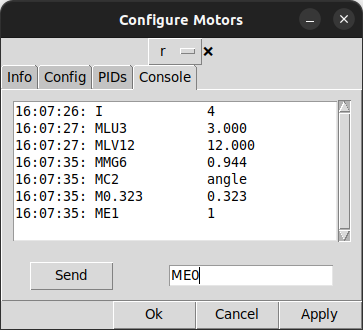 Configure Motors
r
Info Config PIDs Console
16:07:26: I 4
16:07:27: MLU3 3.000
16:07:27: MLV12 12.000
16:07:35: MMG6 0.944
16:07:35: MC2 angle
16:07:35: M0.323 0.323
16:07:35: ME1 1
Send ME0
Ok Cancel Apply